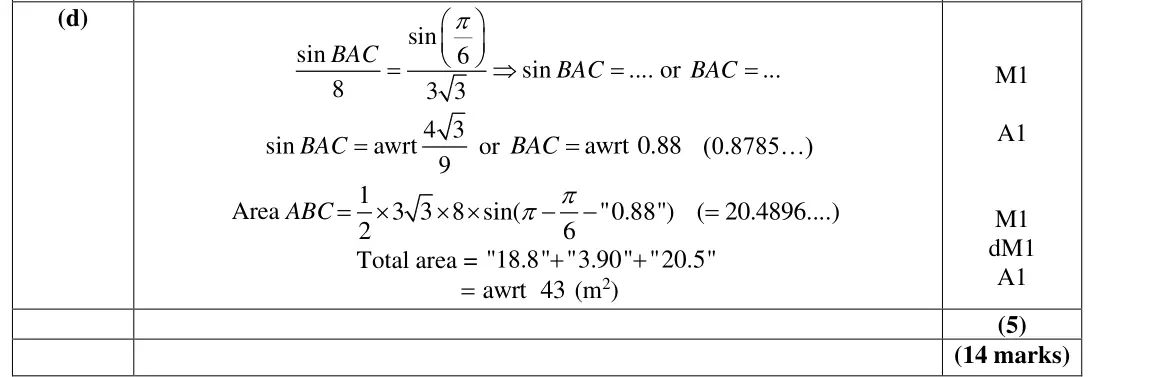 (d)
sin BAC / 8 = sin(π/6) / 3√3 ⇒ sin BAC = .... or BAC = ...
M1
sin BAC = awrt 4√3/9 or BAC = awrt 0.88 (0.8785…)
A1
Area ABC = 1/2 × 3√3 × 8 × sin(π − π/6 − "0.88") (= 20.4896....)
M1
Total area = "18.8" + "3.90" + "20.5"
dM1
= awrt 43 (m²)
A1
(5)
(14 marks)